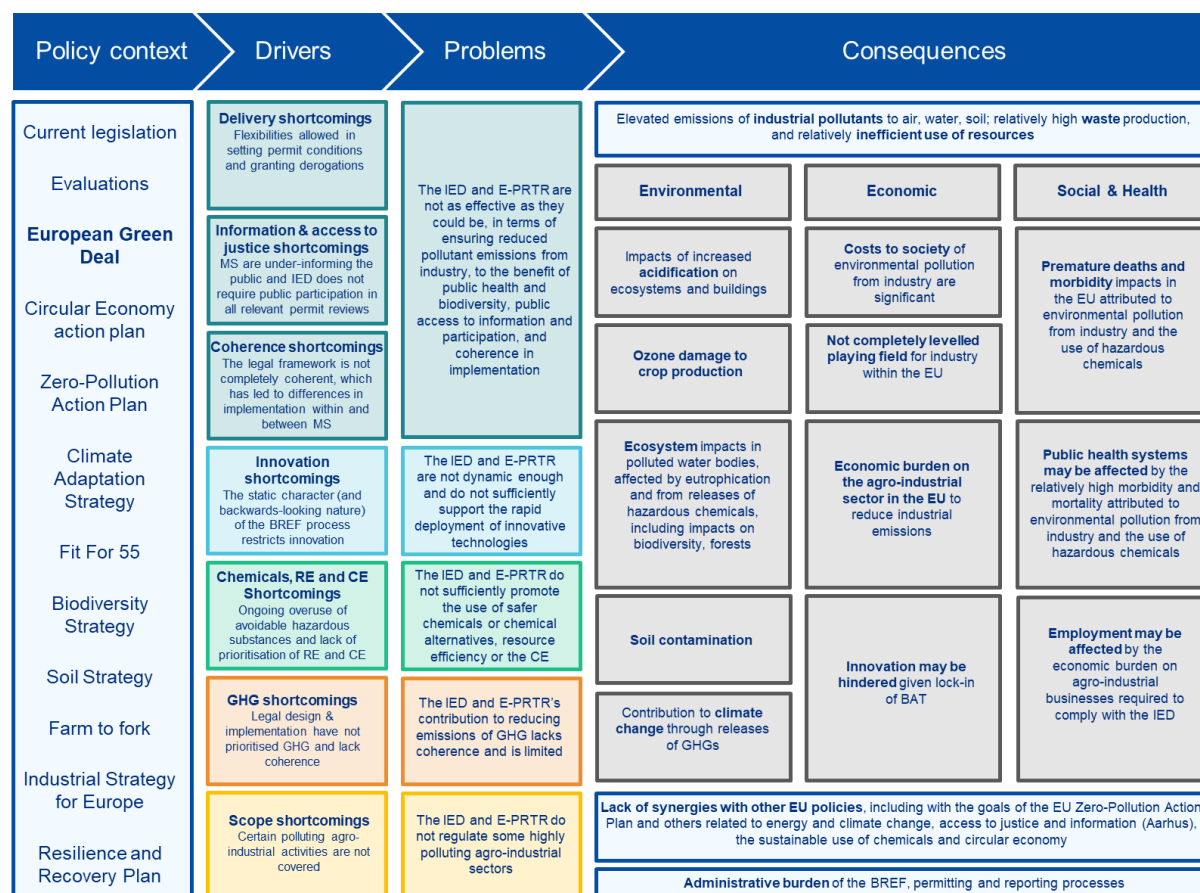 Policy context
Drivers
Problems
Consequences
Current legislation
Evaluations
European Green
Deal
Circular Economy
action plan
Zero-Pollution
Action Plan
Climate
Adaptation
Strategy
Fit For 55
Biodiversity
Strategy
Soil Strategy
Farm to fork
Industrial Strategy
for Europe
Resilience and
Recovery Plan
Delivery shortcomings
Flexibilities allowed in
setting permit conditions
and granting derogations
Information & access to
justice shortcomings
MS are under-informing the
public and IED does not
require public participation in
all relevant permit reviews
Coherence shortcomings
The legal framework is not
completely coherent, which
has led to differences in
implementation within and
between MS
Innovation
shortcomings
The static character (and
backwards-looking nature)
of the BREF process
restricts innovation
Chemicals, RE and CE
Shortcomings
Ongoing overuse of
avoidable hazardous
substances and lack of
prioritisation of RE and CE
GHG shortcomings
Legal design &
implementation have not
prioritised GHG and lack
coherence
Scope shortcomings
Certain polluting agro-
industrial activities are not
covered
The IED and E-PRTR are
not as effective as they
could be, in terms of
ensuring reduced
pollutant emissions from
industry, to the benefit of
public health and
biodiversity, public
access to information and
participation, and
coherence in
implementation
The IED and E-PRTR
are not dynamic enough
and do not sufficiently
support the rapid
deployment of innovative
technologies
The IED and E-PRTR do
not sufficiently promote
the use of safer
chemicals or chemical
alternatives, resource
efficiency or the CE
The IED and E-PRTR's
contribution to reducing
emissions of GHG lacks
coherence and is limited
The IED and E-PRTR do
not regulate some highly
polluting agro-industrial
sectors
Elevated emissions of industrial pollutants to air, water, soil; relatively high waste production,
and relatively inefficient use of resources
Environmental
Impacts of increased
acidification on
ecosystems and buildings
Ozone damage to
crop production
Ecosystem impacts in
polluted water bodies,
affected by eutrophication
and from releases of
hazardous chemicals,
including impacts on
biodiversity, forests
Soil contamination
Contribution to climate
change through releases
of GHGs
Economic
Costs to society of
environmental pollution
from industry are
significant
Not completely levelled
playing field for industry
within the EU
Economic burden on
the agro-industrial
sector in the EU to
reduce industrial
emissions
Innovation may be
hindered given lock-in
of BAT
Social & Health
Premature deaths and
morbidity impacts in
the EU attributed to
environmental pollution
from industry and the
use of hazardous
chemicals
Public health systems
may be affected by the
relatively high morbidity and
mortality attributed to
environmental pollution from
industry and the use of
hazardous chemicals
Employment may be
affected by the
economic burden on
agro-industrial
businesses required to
comply with the IED
Lack of synergies with other EU policies, including with the goals of the EU Zero-Pollution Action
Plan and others related to energy and climate change, access to justice and information (Aarhus),
the sustainable use of chemicals and circular economy
Administrative burden of the BREF, permitting and reporting processes